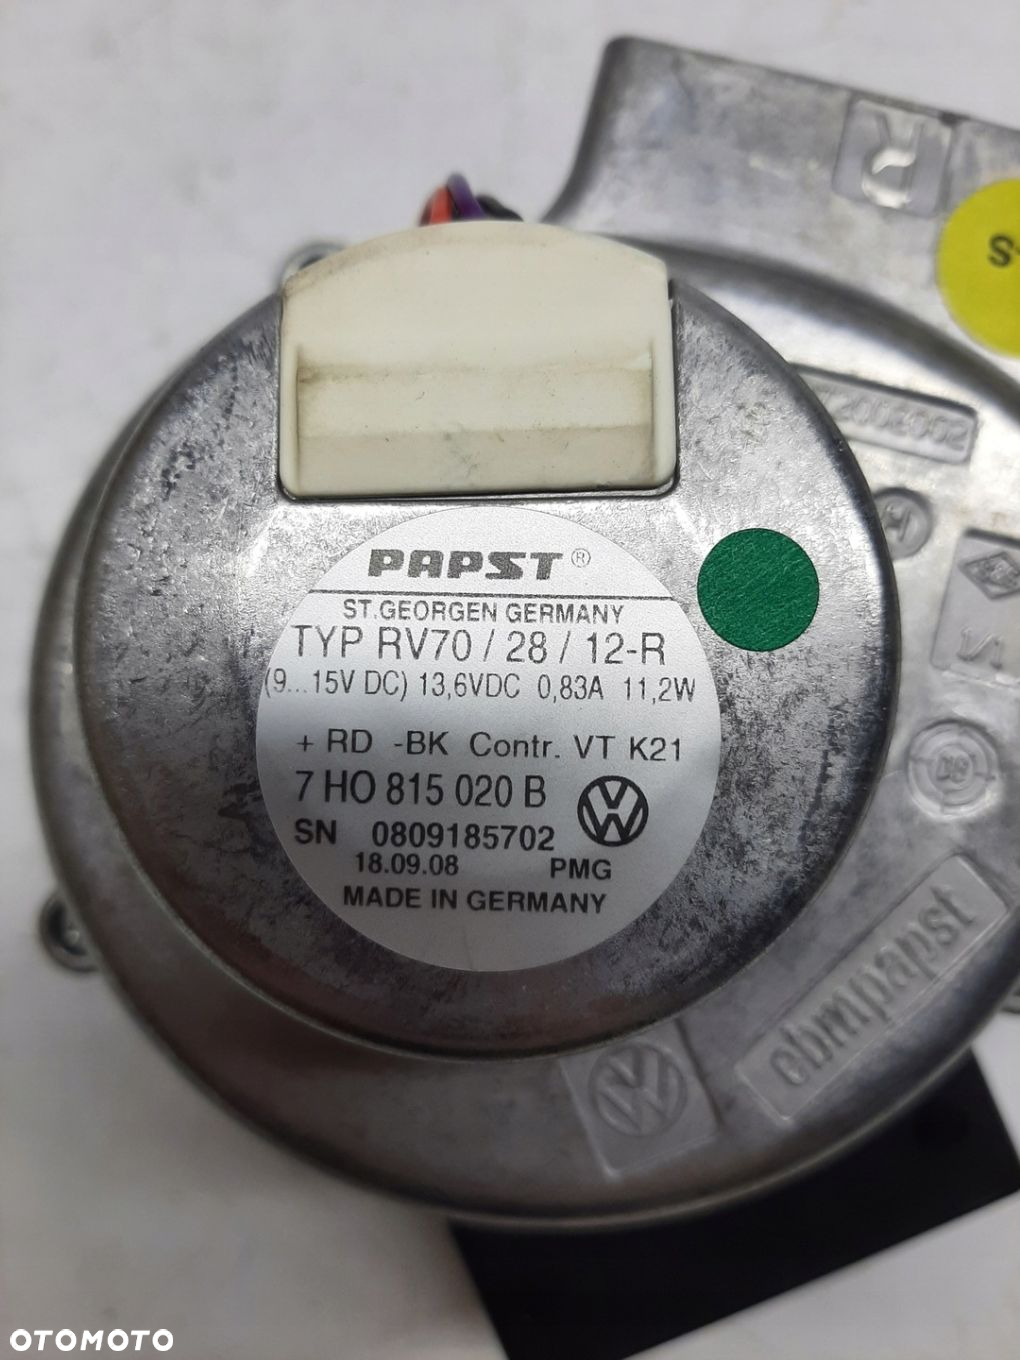 R
S
PAPST®
ST.GEORGEN GERMANY
TYP RV70 / 28 / 12-R
(9...15V DC) 13,6VDC 0,83A 11,2W
+ RD -BK Contr. VT K21
7 HO 815 020 B
SN 0809185702
18.09.08 PMG
MADE IN GERMANY
ebmpapst
OTOMOTO